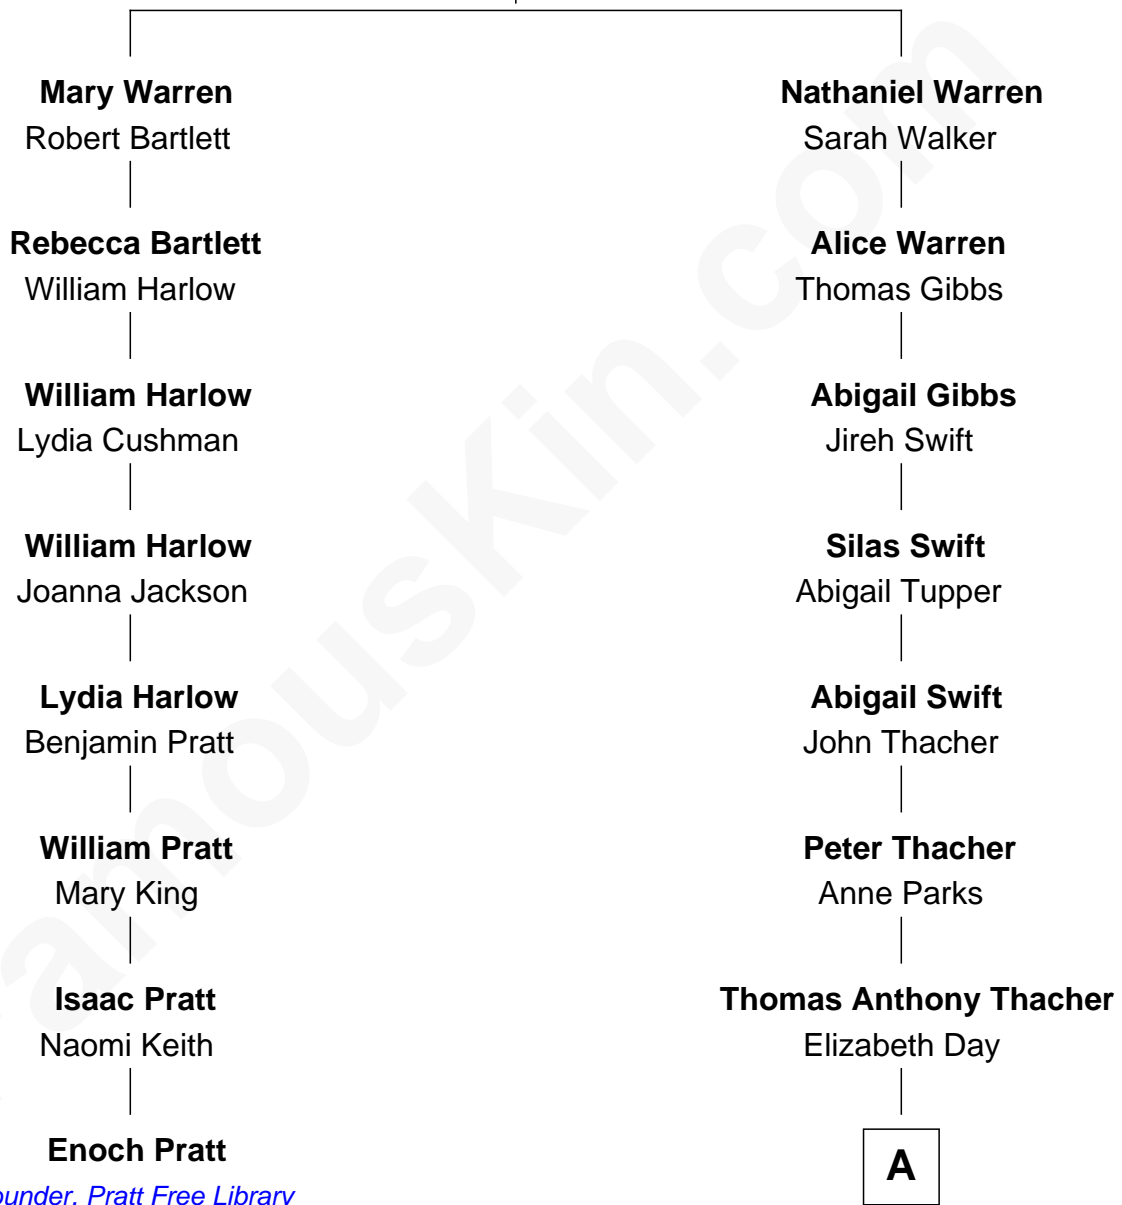 Mary Warren
Robert Bartlett
Nathaniel Warren
Sarah Walker
Rebecca Bartlett
William Harlow
Alice Warren
Thomas Gibbs
William Harlow
Lydia Cushman
Abigail Gibbs
Jireh Swift
William Harlow
Joanna Jackson
Silas Swift
Abigail Tupper
Lydia Harlow
Benjamin Pratt
Abigail Swift
John Thacher
William Pratt
Mary King
Peter Thacher
Anne Parks
Isaac Pratt
Naomi Keith
Thomas Anthony Thacher
Elizabeth Day
Enoch Pratt
ounder, Pratt Free Library
A
amouskin.com